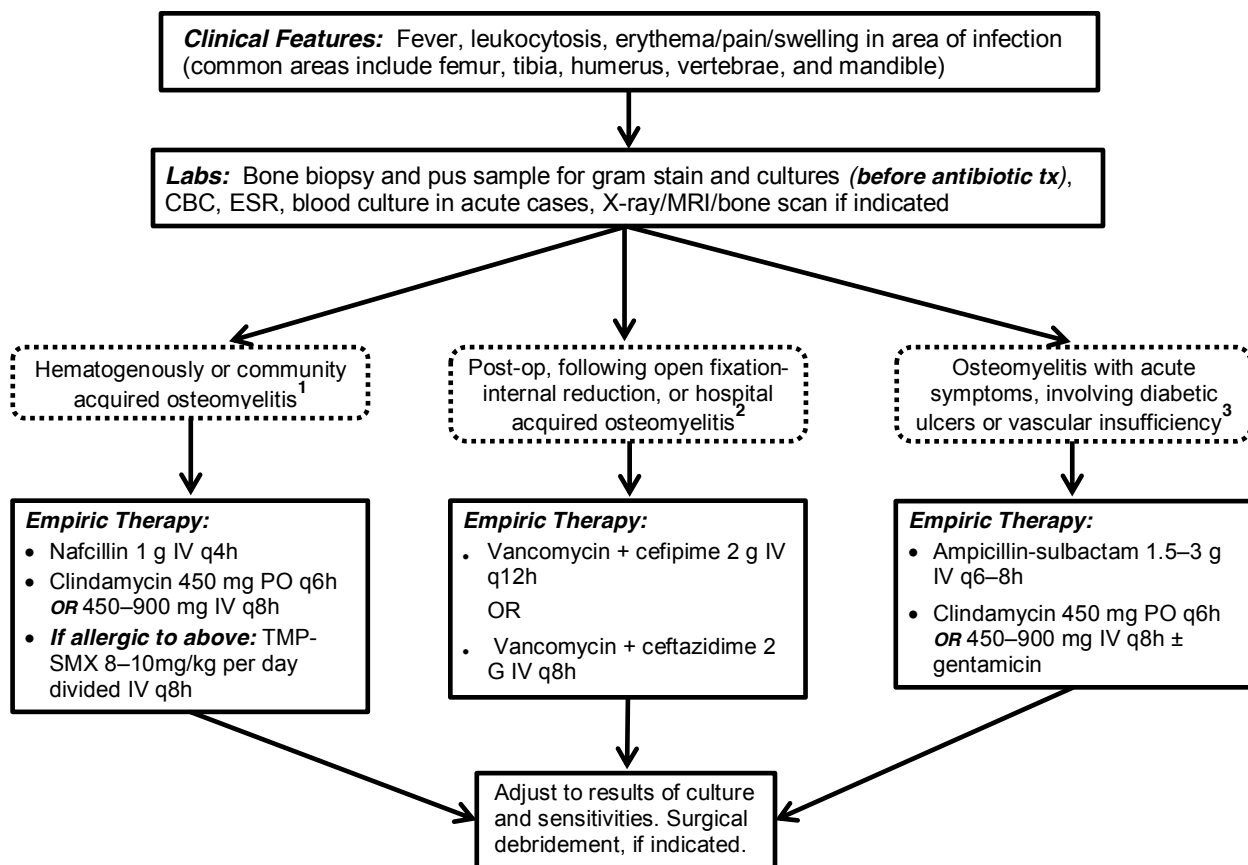 Clinical Features: Fever, leukocytosis, erythema/pain/swelling in area of infection
(common areas include femur, tibia, humerus, vertebrae, and mandible)
Labs: Bone biopsy and pus sample for gram stain and cultures (before antibiotic tx),
CBC, ESR, blood culture in acute cases, X-ray/MRI/bone scan if indicated
Hematogenously or community
acquired osteomyelitis1
Post-op, following open fixation-
internal reduction, or hospital
acquired osteomyelitis2
Osteomyelitis with acute
symptoms, involving diabetic
ulcers or vascular insufficiency3
Empiric Therapy:
• Nafcillin 1 g IV q4h
• Clindamycin 450 mg PO q6h
OR 450–900 mg IV q8h
• If allergic to above: TMP-
SMX 8–10mg/kg per day
divided IV q8h
Empiric Therapy:
• Vancomycin + cefipime 2 g IV
q12h
OR
• Vancomycin + ceftazidime 2
G IV q8h
Empiric Therapy:
• Ampicillin-sulbactam 1.5–3 g
IV q6–8h
• Clindamycin 450 mg PO q6h
OR 450–900 mg IV q8h ±
gentamicin
Adjust to results of culture
and sensitivities. Surgical
debridement, if indicated.